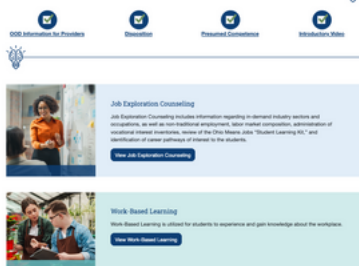 OOD Information for Providers
Disposition
Presumed Competence
Introductory Video
Job Exploration Counseling
Job Exploration Counseling includes information regarding in-demand industry sectors and
occupations, as well as non-traditional employment, labor market composition, administration of
vocational interest inventories, review of the Ohio Means Jobs "Student Learning Kit," and
identification of career pathways of interest to the students.
View Job Exploration Counseling
Work-Based Learning
Work-Based Learning is utilized for students to experience and gain knowledge about the workplace.
View Work-Based Learning